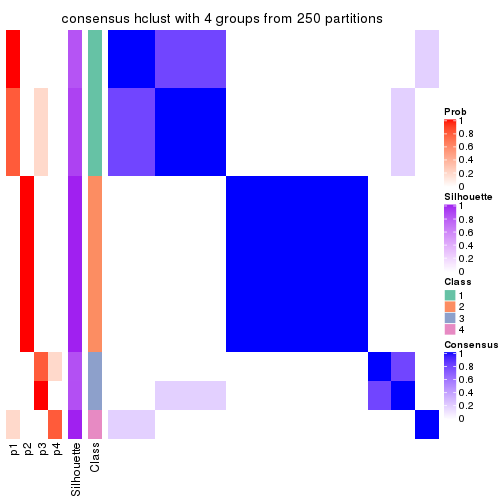 consensus hclust with 4 groups from 250 partitions
Prob
1
0.8
0.6
0.4
0.2
0
Silhouette
1
0.8
0.6
0.4
0.2
0
Class
1
2
3
4
Consensus
1
0.8
0.6
0.4
0.2
0
p1
p2
p3
p4
Silhouette
Class